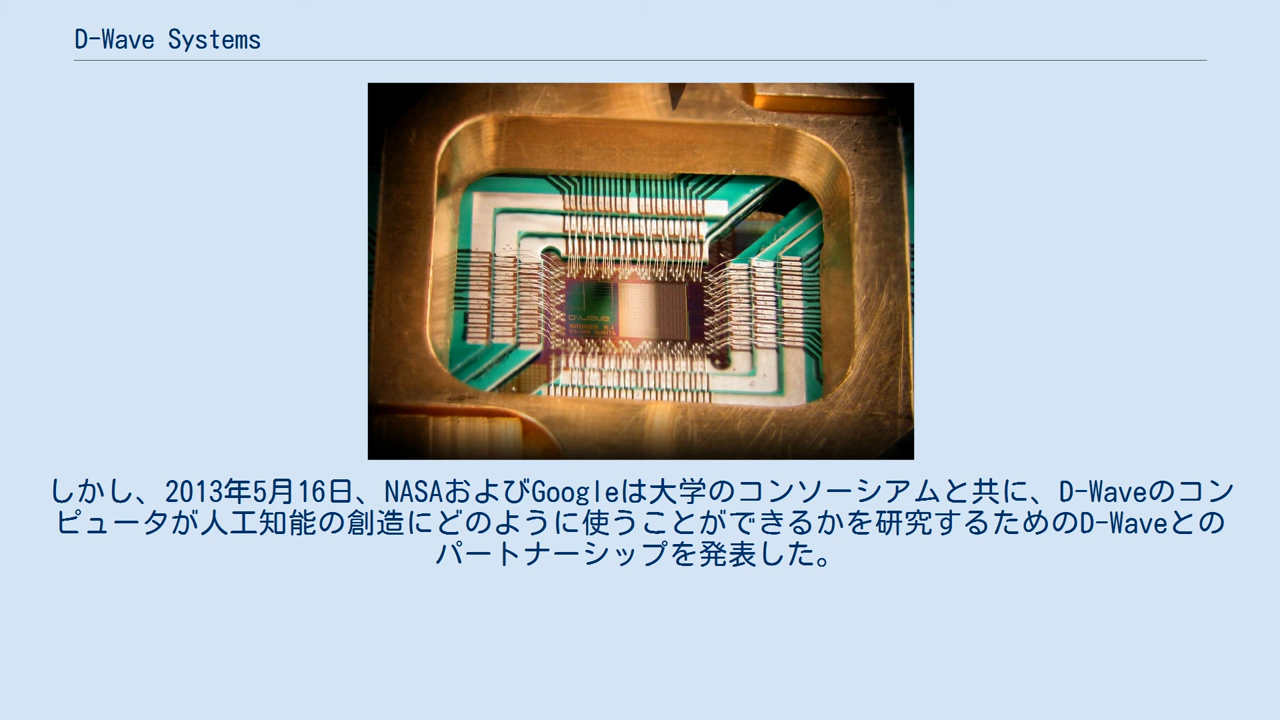 D-Wave Systems
D-Wave
しかし、2013年5月16日、NASAおよびGoogleは大学のコンソーシアムと共に、D-Waveのコン
ピュータが人工知能の創造にどのように使うことができるかを研究するためのD-Waveとの
パートナーシップを発表した。